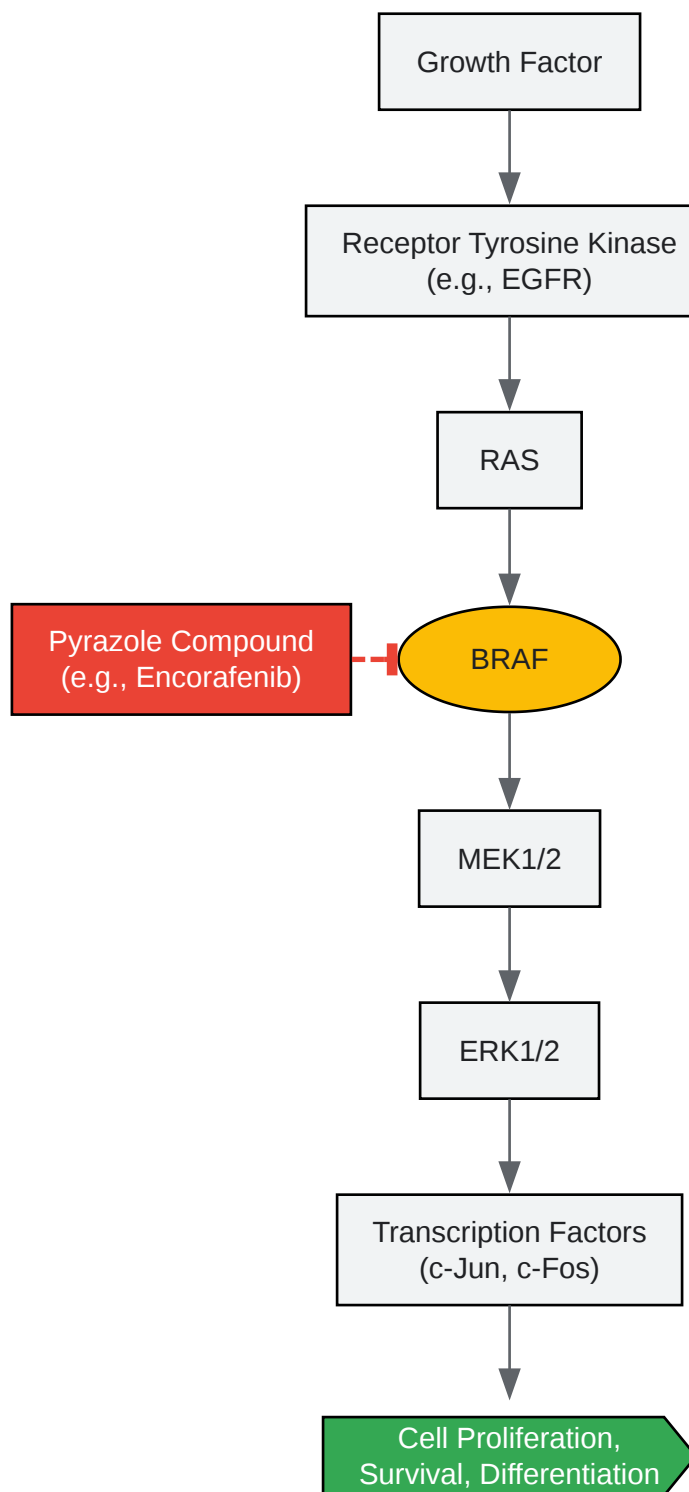 Growth Factor
Receptor Tyrosine Kinase
(e.g., EGFR)
RAS
Pyrazole Compound
(e.g., Encorafenib)
BRAF
MEK1/2
ERK1/2
Transcription Factors
(c-Jun, c-Fos)
Cell Proliferation,
Survival, Differentiation